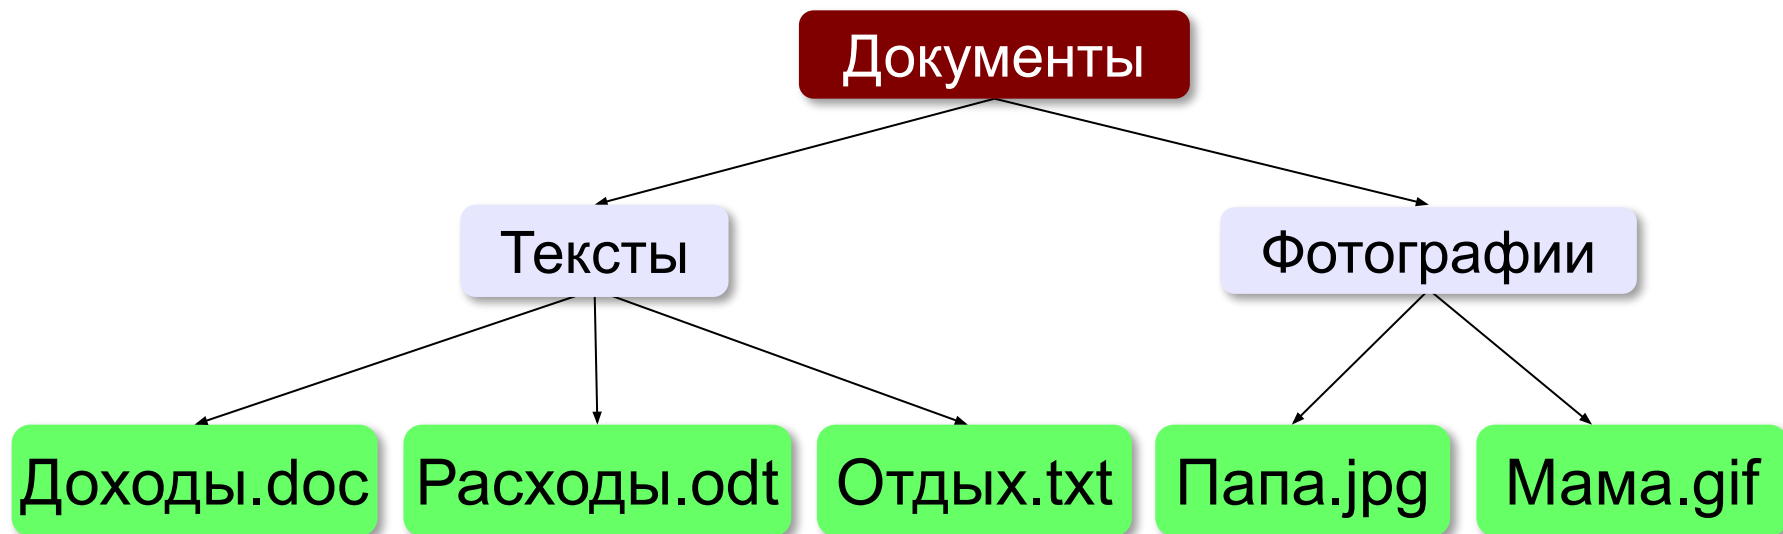 Документы
Тексты
Фотографии
Доходы.doc
Расходы.odt
Отдых.txt
Папа.jpg
Мама.gif